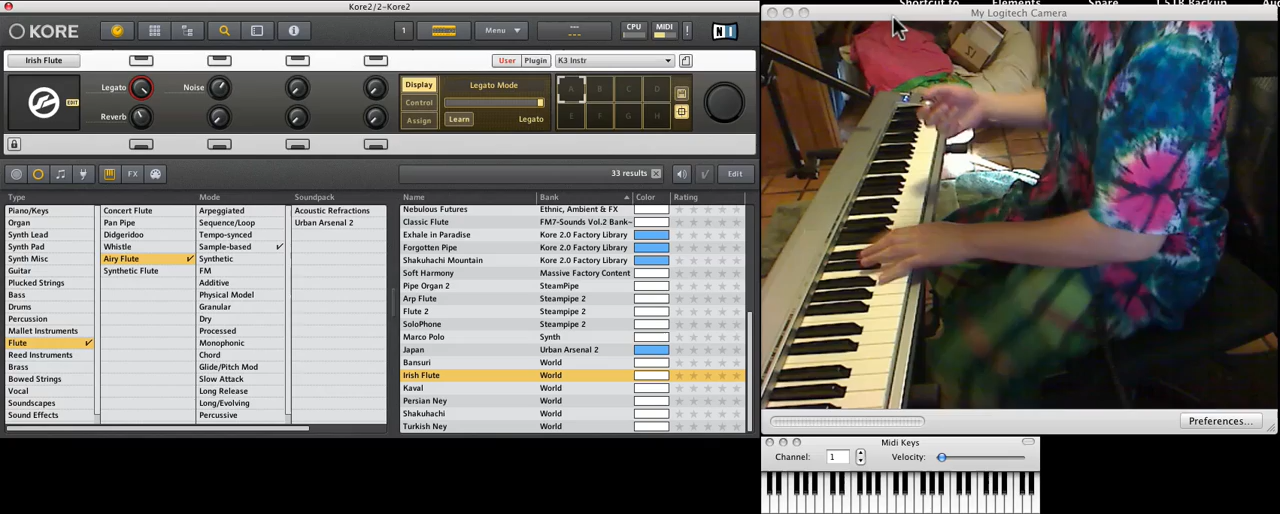 Kore2/2-Kore2
KORE
1
---
---
Menu
CPU
MIDI
!
NI
Irish Flute
User Plugin
K3 Instr
EDIT
Legato
Noise
Reverb
Display
Control
Assign
Legato Mode
Learn
Legato
A B C D
E F G H
33 results
FX
Edit
Type
Piano/Keys
Organ
Synth Lead
Synth Pad
Synth Misc
Guitar
Plucked Strings
Bass
Drums
Percussion
Mallet Instruments
Flute
Reed Instruments
Brass
Bowed Strings
Vocal
Soundscapes
Sound Effects
Concert Flute
Pan Pipe
Didgeridoo
Whistle
Airy Flute
Synthetic Flute
Mode
Arpeggiated
Sequence/Loop
Tempo-synced
Sample-based
Synthetic
FM
Additive
Physical Model
Granular
Dry
Processed
Monophonic
Chord
Glide/Pitch Mod
Slow Attack
Long Release
Long/Evolving
Percussive
Soundpack
Acoustic Refractions
Urban Arsenal 2
Name Bank Color Rating
Nebulous Futures Ethnic, Ambient & FX
Classic Flute FM7-Sounds Vol.2 Bank-
Exhale in Paradise Kore 2.0 Factory Library
Forgotten Pipe Kore 2.0 Factory Library
Shakuhachi Mountain Kore 2.0 Factory Library
Soft Harmony Massive Factory Content
Pipe Organ 2 SteamPipe
Arp Flute Steampipe 2
Flute 2 Steampipe 2
SoloPhone Steampipe 2
Marco Polo Synth
Japan Urban Arsenal 2
Bansuri World
Irish Flute World
Kaval World
Persian Ney World
Shakuhachi World
Turkish Ney World
Shortcut to Elements Spare 1.5TB Backup
My Logitech Camera
Preferences...
Midi Keys
Channel: 1 Velocity: